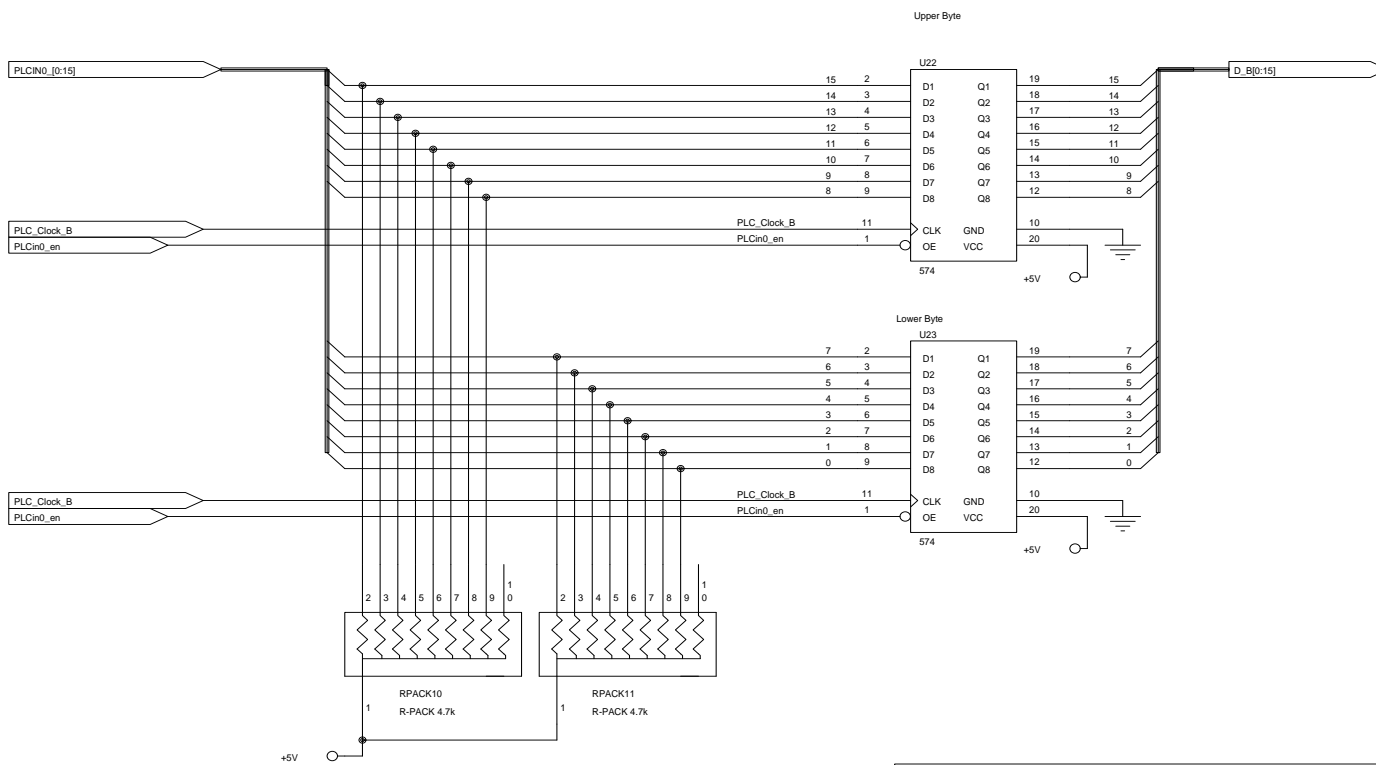 Upper Byte
PLCIN0_[0:15]
D_B[0:15]
U22
15 2 D1 Q1 19 15
14 3 D2 Q2 18 14
13 4 D3 Q3 17 13
12 5 D4 Q4 16 12
11 6 D5 Q5 15 11
10 7 D6 Q6 14 10
9 8 D7 Q7 13 9
8 9 D8 Q8 12 8
PLC_Clock_B PLC_Clock_B 11 CLK GND 10
PLCin0_en PLCin0_en 1 OE VCC 20
574
+5V
Lower Byte
U23
7 2 D1 Q1 19 7
6 3 D2 Q2 18 6
5 4 D3 Q3 17 5
4 5 D4 Q4 16 4
3 6 D5 Q5 15 3
2 7 D6 Q6 14 2
1 8 D7 Q7 13 1
0 9 D8 Q8 12 0
PLC_Clock_B PLC_Clock_B 11 CLK GND 10
PLCin0_en PLCin0_en 1 OE VCC 20
574
+5V
2 3 4 5 6 7 8 9 10
2 3 4 5 6 7 8 9 10
RPACK10
R-PACK 4.7k
1
RPACK11
R-PACK 4.7k
1
+5V